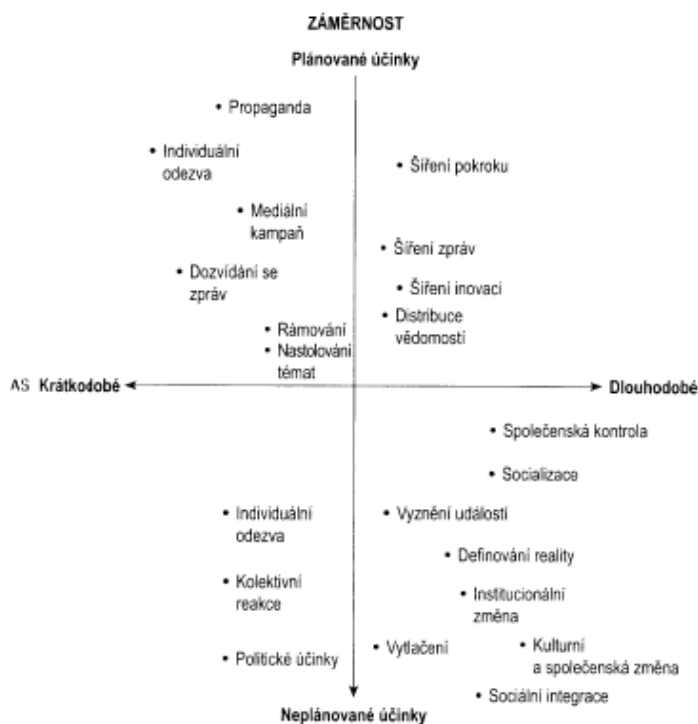 ZÁMĚRNOST
Plánované účinky
• Propaganda
• Individuální
odezva
• Šíření pokroku
• Mediální
kampaň
• Šíření zpráv
• Dozvídání se
zpráv
• Šíření inovací
• Distribuce
vědomostí
• Rámování
• Nastolování
témat
AS Krátkodobé
Dlouhodobé
• Společenská kontrola
• Socializace
• Individuální
odezva
• Vyznění událostí
• Definování reality
• Kolektivní
reakce
• Institucionální
změna
• Politické účinky
• Vytlačení
• Kulturní
a společenská změna
• Sociální integrace
Neplánované účinky